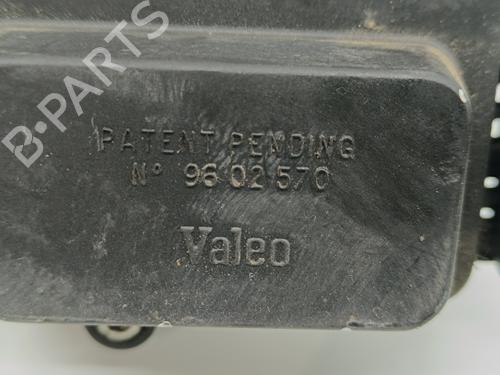 B-PARTS
PATENT PENDING
N° 96 02 570
Valeo